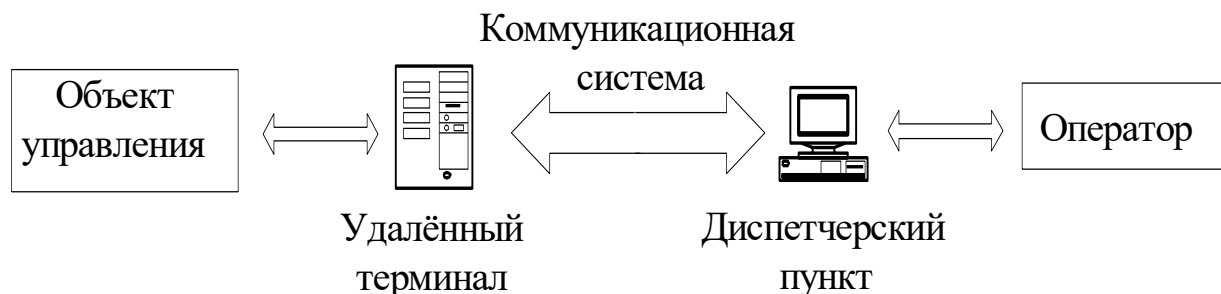 Коммуникационная
система
Объект
управления
Оператор
Удалённый
терминал
Диспетчерский
пункт